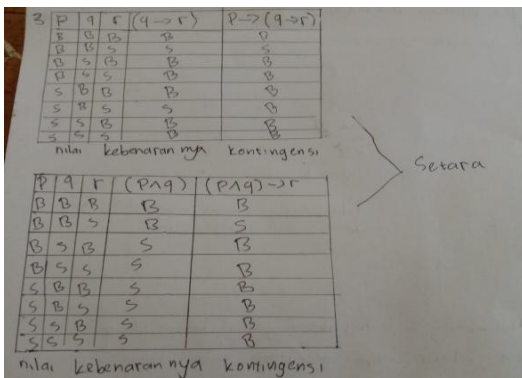 3 P q r (q → r) P → (q → r)
B B B B B
B B S S S
B S B B B
B S S B B
S B B B B
S B S S B
S S B B B
S S S B B
nilai kebenarannya kontingensi
Setara
P q r (P∧q) (P∧q) → r
B B B B B
B B S B S
B S B S B
B S S S B
S B B S B
S B S S B
S S B S B
S S S S B
nilai kebenarannya kontingensi